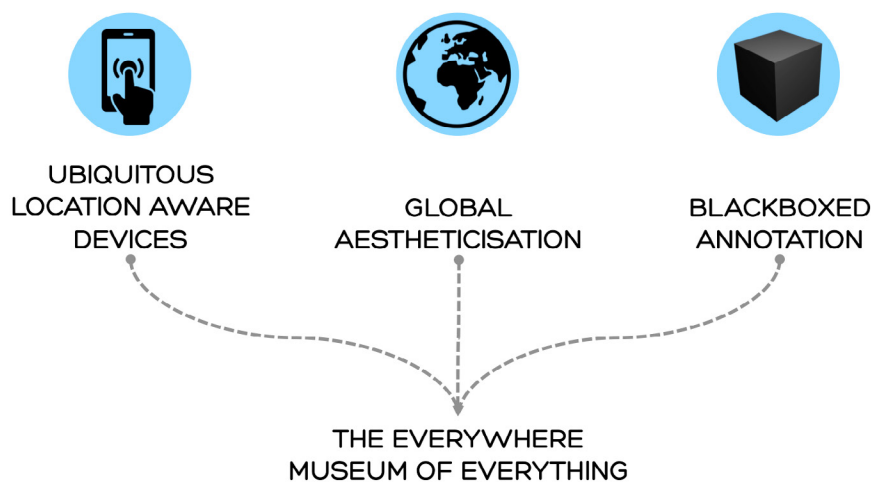 UBIQUITOUS
LOCATION AWARE
DEVICES
GLOBAL
AESTHETICISATION
BLACKBOXED
ANNOTATION
THE EVERYWHERE
MUSEUM OF EVERYTHING